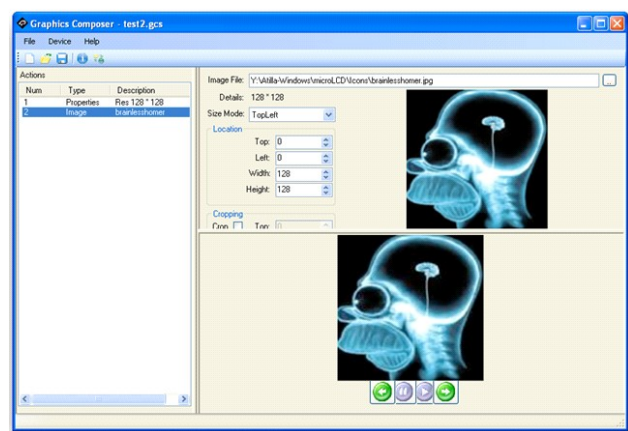 Graphics Composer - test2.gcs
File Device Help
Actions
Num Type Description
1 Properties Res 128 * 128
2 Image brainlesshomer
Image File: Y:\Atilla-Windows\microLCD\Icons\brainlesshomer.jpg ...
Details: 128 * 128
Size Mode: TopLeft
Location
Top: 0
Left: 0
Width: 128
Height: 128
Cropping
Crop Top: 0